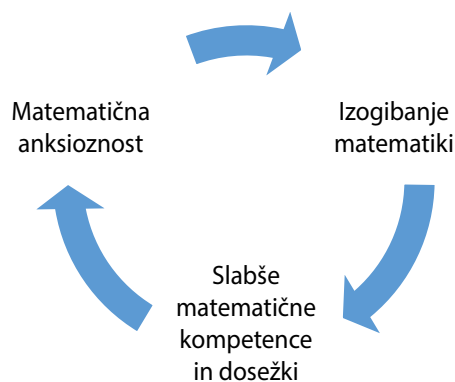 Matematična
anksioznost
Izogibanje
matematiki
Slabše
matematične
kompetence
in dosežki